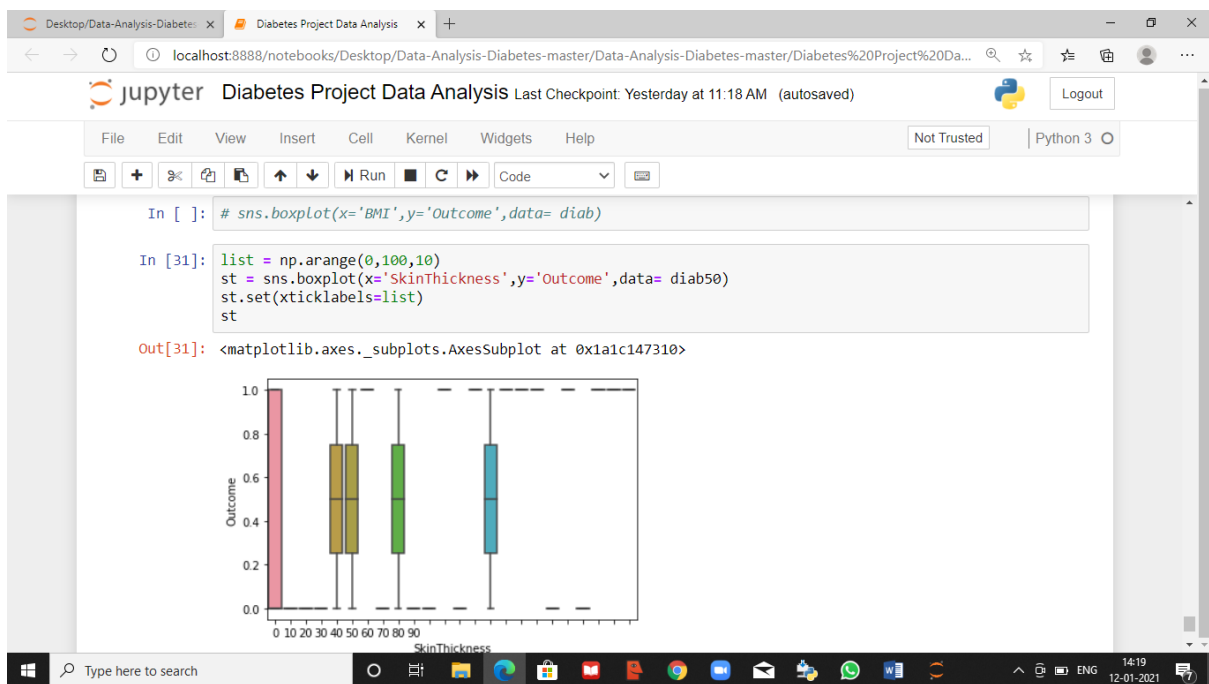 Desktop/Data-Analysis-Diabetes
Diabetes Project Data Analysis
localhost:8888/notebooks/Desktop/Data-Analysis-Diabetes-master/Data-Analysis-Diabetes-master/Diabetes%20Project%20Da...
jupyter Diabetes Project Data Analysis Last Checkpoint: Yesterday at 11:18 AM (autosaved)
Logout
File Edit View Insert Cell Kernel Widgets Help
Not Trusted
Python 3
Run
Code
In [ ]: # sns.boxplot(x='BMI',y='Outcome',data= diab)
In [31]: list = np.arange(0,100,10)
st = sns.boxplot(x='SkinThickness',y='Outcome',data= diab50)
st.set(xticklabels=list)
st
Out[31]: <matplotlib.axes._subplots.AxesSubplot at 0x1a1c147310>
1.0
0.8
0.6
0.4
0.2
0.0
Outcome
0 10 20 30 40 50 60 70 80 90
SkinThickness
Type here to search
ENG
14:19
12-01-2021
7